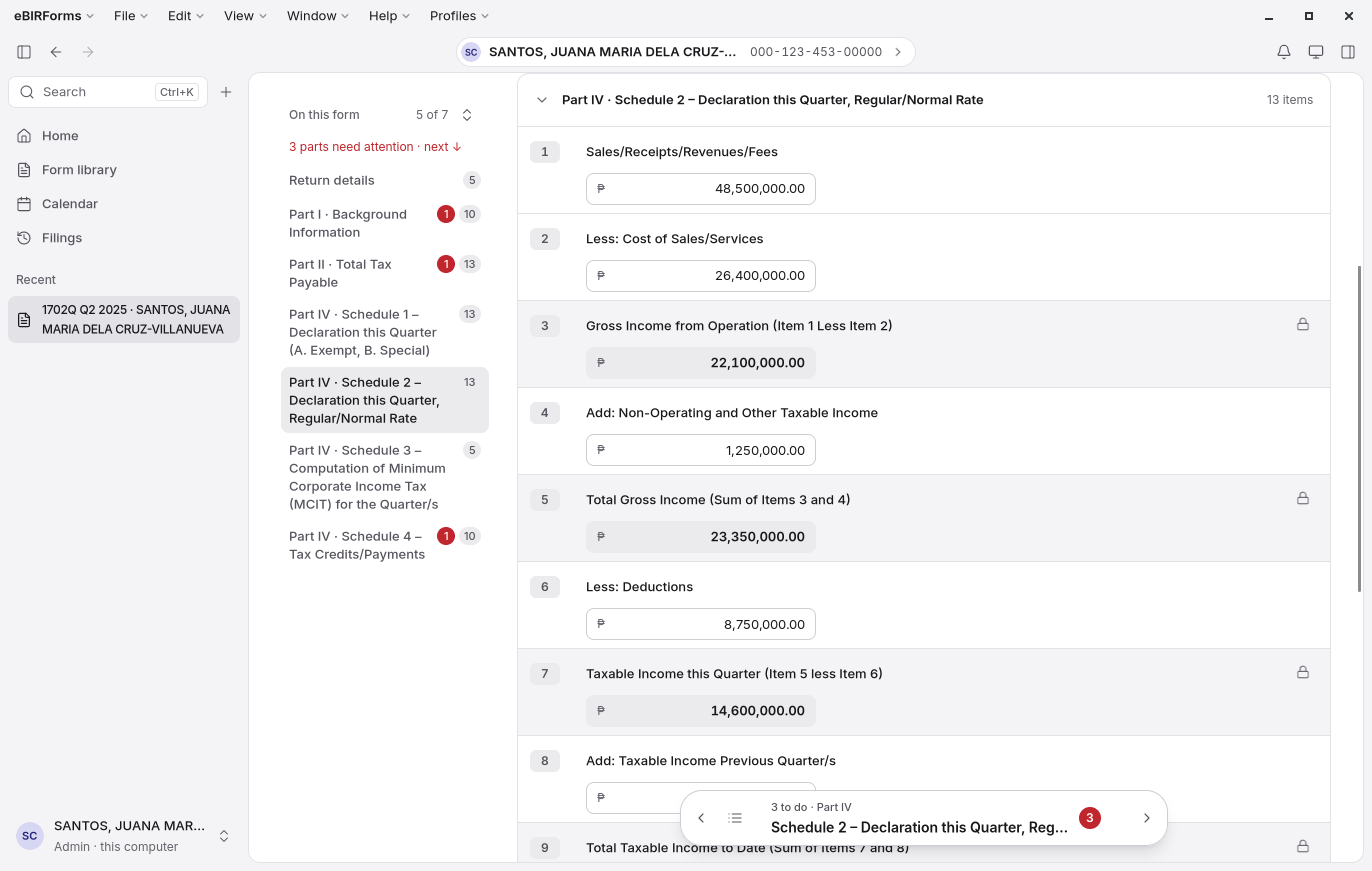 eBIRForms File Edit View Window Help Profiles
SC SANTOS, JUANA MARIA DELA CRUZ-... 000-123-453-00000
Search Ctrl+K
Home
Form library
Calendar
Filings
Recent
1702Q Q2 2025 · SANTOS, JUANA
MARIA DELA CRUZ-VILLANUEVA
SC SANTOS, JUANA MAR...
Admin · this computer
On this form 5 of 7
3 parts need attention · next ↓
Return details 5
Part I · Background 1 10
Information
Part II · Total Tax 1 13
Payable
Part IV · Schedule 1 – 13
Declaration this Quarter
(A. Exempt, B. Special)
Part IV · Schedule 2 – 13
Declaration this Quarter,
Regular/Normal Rate
Part IV · Schedule 3 – 5
Computation of Minimum
Corporate Income Tax
(MCIT) for the Quarter/s
Part IV · Schedule 4 – 1 10
Tax Credits/Payments
Part IV · Schedule 2 – Declaration this Quarter, Regular/Normal Rate 13 items
1 Sales/Receipts/Revenues/Fees
₱ 48,500,000.00
2 Less: Cost of Sales/Services
₱ 26,400,000.00
3 Gross Income from Operation (Item 1 Less Item 2)
₱ 22,100,000.00
4 Add: Non-Operating and Other Taxable Income
₱ 1,250,000.00
5 Total Gross Income (Sum of Items 3 and 4)
₱ 23,350,000.00
6 Less: Deductions
₱ 8,750,000.00
7 Taxable Income this Quarter (Item 5 less Item 6)
₱ 14,600,000.00
8 Add: Taxable Income Previous Quarter/s
₱
9 Total Taxable Income to Date (Sum of Items 7 and 8)
3 to do · Part IV
Schedule 2 – Declaration this Quarter, Reg... 3